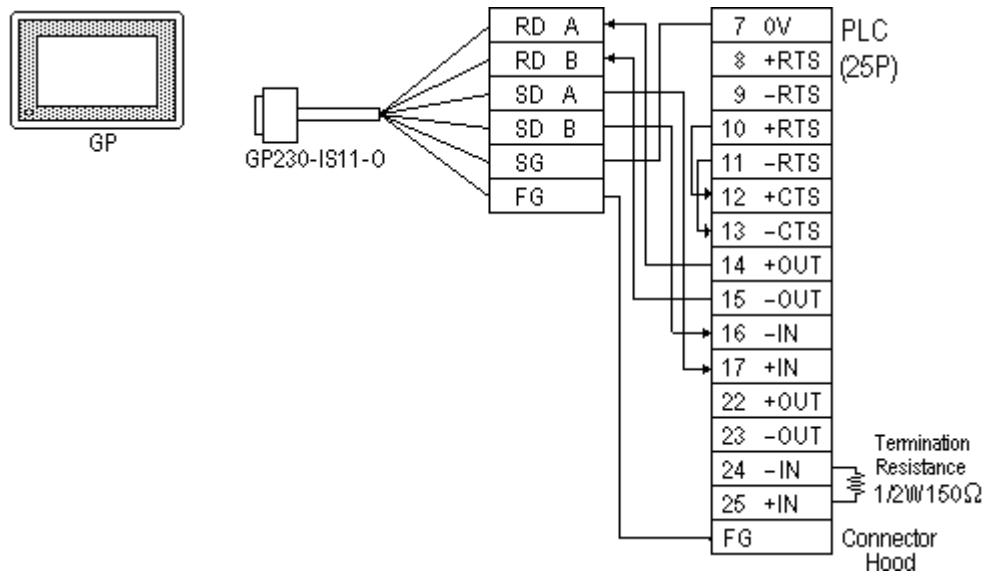 GP
GP230-IS11-O
RD A
RD B
SD A
SD B
SG
FG
7 0V
8 +RTS
9 -RTS
10 +RTS
11 -RTS
12 +CTS
13 -CTS
14 +OUT
15 -OUT
16 -IN
17 +IN
22 +OUT
23 -OUT
24 -IN
25 +IN
FG
PLC
(25P)
Termination
Resistance
1/2W150Ω
Connector
Hood